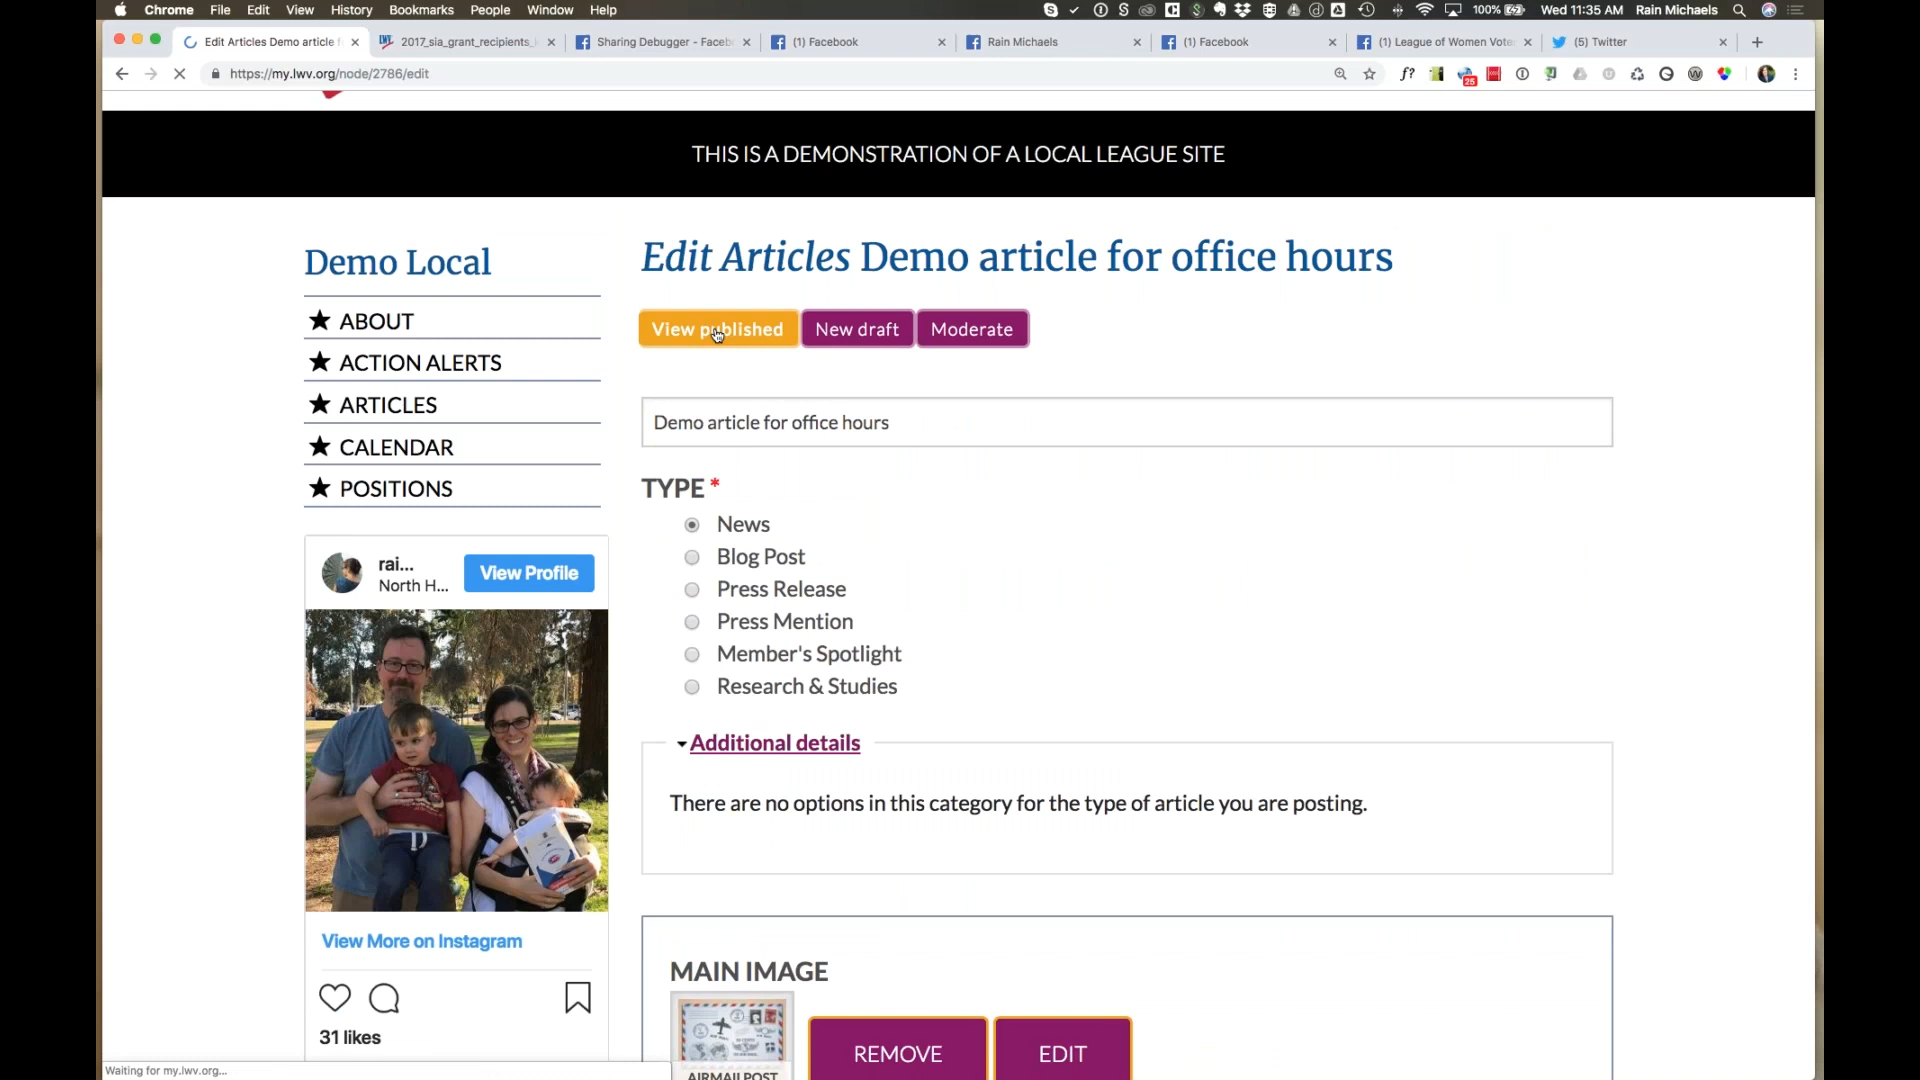 Chrome File Edit View History Bookmarks People Window Help 100% Wed 11:35 AM Rain Michaels
Edit Articles Demo article f 2017_sia_grant_recipients_ Sharing Debugger - Faceb (1) Facebook Rain Michaels (1) Facebook (1) League of Women Vote (5) Twitter
https://my.lwv.org/node/2786/edit
25
THIS IS A DEMONSTRATION OF A LOCAL LEAGUE SITE
Demo Local
ABOUT
ACTION ALERTS
ARTICLES
CALENDAR
POSITIONS
rai...
North H...
View Profile
View More on Instagram
31 likes
Edit Articles Demo article for office hours
View published New draft Moderate
Demo article for office hours
TYPE *
News
Blog Post
Press Release
Press Mention
Member's Spotlight
Research & Studies
Additional details
There are no options in this category for the type of article you are posting.
MAIN IMAGE
REMOVE EDIT
AIRMAIL POST
Waiting for my.lwv.org...